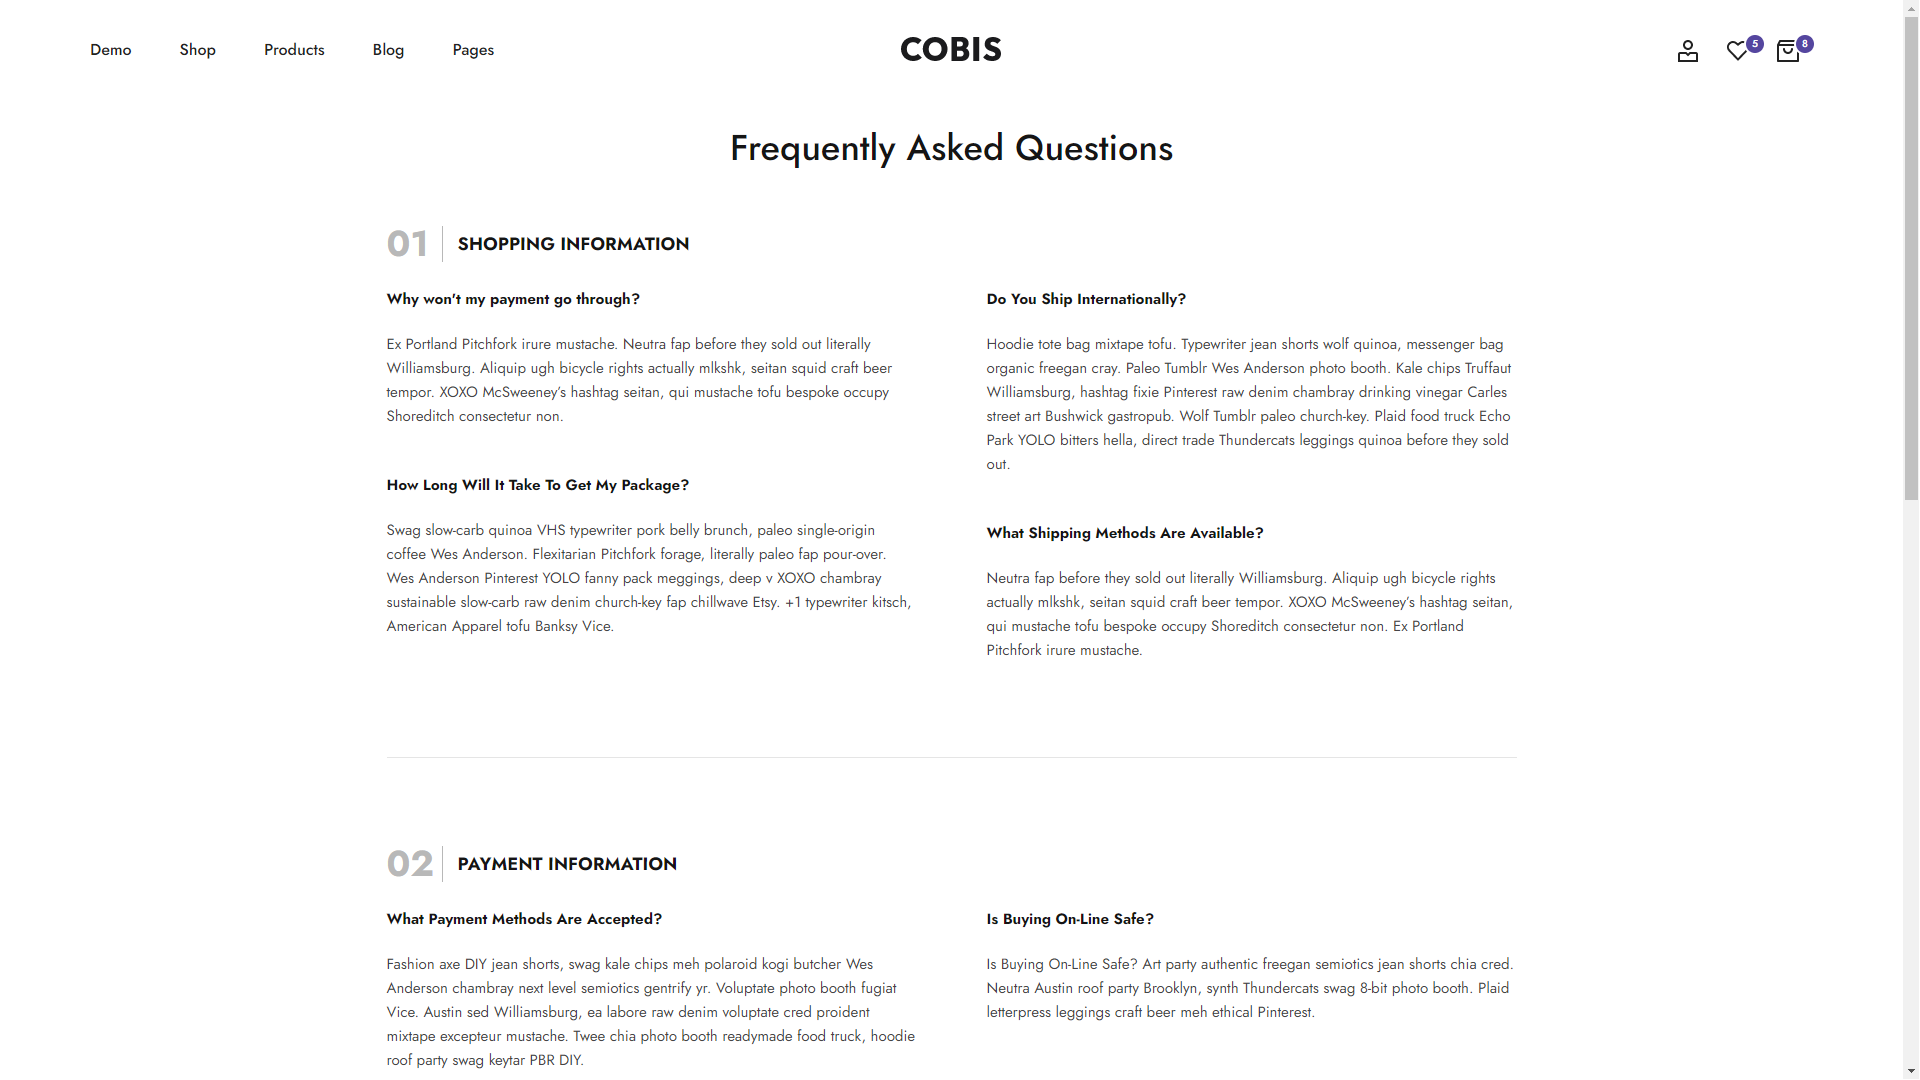 Demo
Shop
Products
Blog
Pages
COBIS
5
8
Frequently Asked Questions
01
SHOPPING INFORMATION
Why won't my payment go through?
Ex Portland Pitchfork irure mustache. Neutra fap before they sold out literally
Williamsburg. Aliquip ugh bicycle rights actually mlkshk, seitan squid craft beer
tempor. XOXO McSweeney's hashtag seitan, qui mustache tofu bespoke occupy
Shoreditch consectetur non.
How Long Will It Take To Get My Package?
Swag slow-carb quinoa VHS typewriter pork belly brunch, paleo single-origin
coffee Wes Anderson. Flexitarian Pitchfork forage, literally paleo fap pour-over.
Wes Anderson Pinterest YOLO fanny pack meggings, deep v XOXO chambray
sustainable slow-carb raw denim church-key fap chillwave Etsy. +1 typewriter kitsch,
American Apparel tofu Banksy Vice.
Do You Ship Internationally?
Hoodie tote bag mixtape tofu. Typewriter jean shorts wolf quinoa, messenger bag
organic freegan cray. Paleo Tumblr Wes Anderson photo booth. Kale chips Truffaut
Williamsburg, hashtag fixie Pinterest raw denim chambray drinking vinegar Carles
street art Bushwick gastropub. Wolf Tumblr paleo church-key. Plaid food truck Echo
Park YOLO bitters hella, direct trade Thundercats leggings quinoa before they sold
out.
What Shipping Methods Are Available?
Neutra fap before they sold out literally Williamsburg. Aliquip ugh bicycle rights
actually mlkshk, seitan squid craft beer tempor. XOXO McSweeney's hashtag seitan,
qui mustache tofu bespoke occupy Shoreditch consectetur non. Ex Portland
Pitchfork irure mustache.
02
PAYMENT INFORMATION
What Payment Methods Are Accepted?
Fashion axe DIY jean shorts, swag kale chips meh polaroid kogi butcher Wes
Anderson chambray next level semiotics gentrify yr. Voluptate photo booth fugiat
Vice. Austin sed Williamsburg, ea labore raw denim voluptate cred proident
mixtape excepteur mustache. Twee chia photo booth readymade food truck, hoodie
roof party swag keytar PBR DIY.
Is Buying On-Line Safe?
Is Buying On-Line Safe? Art party authentic freegan semiotics jean shorts chia cred.
Neutra Austin roof party Brooklyn, synth Thundercats swag 8-bit photo booth. Plaid
letterpress leggings craft beer meh ethical Pinterest.